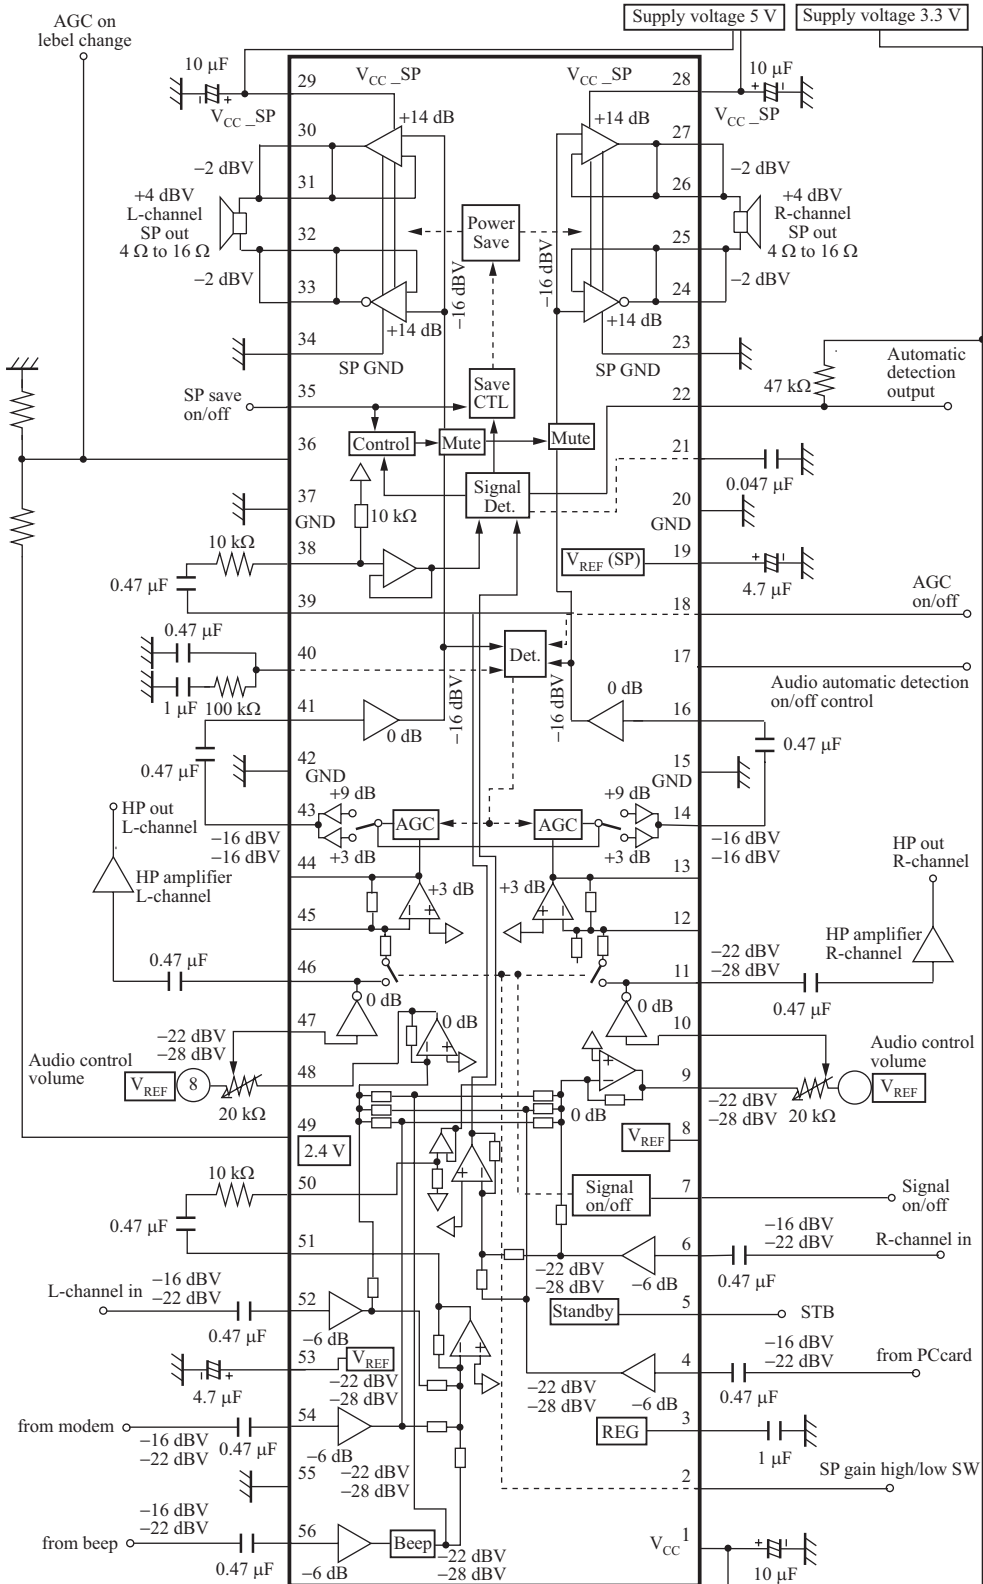 AGC on
lebel change
Supply voltage 5 V
Supply voltage 3.3 V
10 µF
29
VCC _SP
VCC _SP
28
10 µF
VCC _SP
VCC _SP
30
+14 dB
+14 dB
27
−2 dBV
−2 dBV
31
26
+4 dBV
L-channel
SP out
4 Ω to 16 Ω
Power
Save
+4 dBV
R-channel
SP out
4 Ω to 16 Ω
32
25
−16 dBV
−16 dBV
−2 dBV
−2 dBV
33
24
+14 dB
+14 dB
34
23
SP GND
SP GND
47 kΩ
Automatic
detection
output
SP save
on/off
35
Save
CTL
22
36
Control
Mute
Mute
21
0.047 µF
37
GND
Signal
Det.
20
GND
10 kΩ
10 kΩ
38
VREF (SP)
19
4.7 µF
0.47 µF
39
18
AGC
on/off
0.47 µF
40
Det.
17
1 µF
100 kΩ
Audio automatic detection
on/off control
41
0 dB
−16 dBV
−16 dBV
0 dB
16
0.47 µF
0.47 µF
42
GND
15
GND
HP out
L-channel
43
+9 dB
AGC
AGC
+9 dB
14
−16 dBV
−16 dBV
+3 dB
+3 dB
−16 dBV
−16 dBV
HP out
R-channel
HP amplifier
L-channel
44
+3 dB
+3 dB
13
45
12
HP amplifier
R-channel
0.47 µF
46
11
−22 dBV
−28 dBV
0.47 µF
0 dB
0 dB
47
−22 dBV
−28 dBV
0 dB
10
Audio control
volume
Audio control
volume
VREF
8
48
20 kΩ
9
−22 dBV
−28 dBV
20 kΩ
VREF
0 dB
49
2.4 V
VREF
8
10 kΩ
50
Signal
on/off
7
Signal
on/off
0.47 µF
51
6
−16 dBV
−22 dBV
R-channel in
0.47 µF
−22 dBV
−28 dBV
−6 dB
L-channel in
−16 dBV
−22 dBV
0.47 µF
52
−6 dB
Standby
5
STB
53
VREF
4.7 µF
−22 dBV
−28 dBV
4
−16 dBV
−22 dBV
from PCcard
0.47 µF
−22 dBV
−28 dBV
−6 dB
from modem
−16 dBV
−22 dBV
0.47 µF
54
−6 dB
REG
3
1 µF
55
−22 dBV
−28 dBV
2
SP gain high/low SW
from beep
−16 dBV
−22 dBV
0.47 µF
56
−6 dB
Beep
−22 dBV
−28 dBV
VCC
1
10 µF